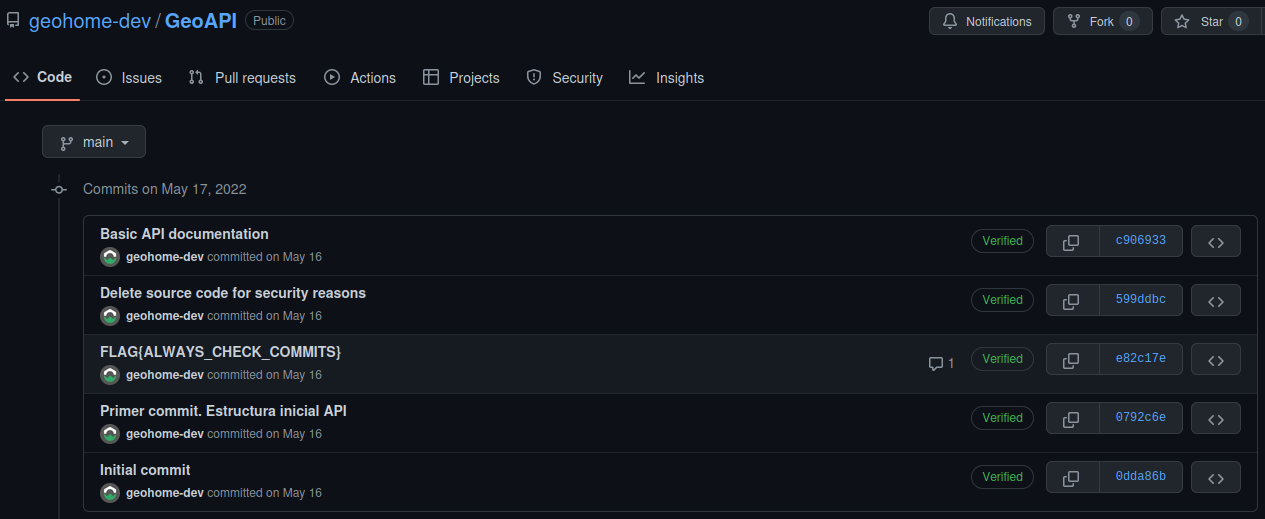 geohome-dev / GeoAPI Public Notifications Fork 0 Star 0
Code Issues Pull requests Actions Projects Security Insights
main
Commits on May 17, 2022
Basic API documentation
geohome-dev committed on May 16 Verified c906933
Delete source code for security reasons
geohome-dev committed on May 16 Verified 599ddbc
FLAG{ALWAYS_CHECK_COMMITS}
geohome-dev committed on May 16 1 Verified e82c17e
Primer commit. Estructura inicial API
geohome-dev committed on May 16 Verified 0792c6e
Initial commit
geohome-dev committed on May 16 Verified 0dda86b